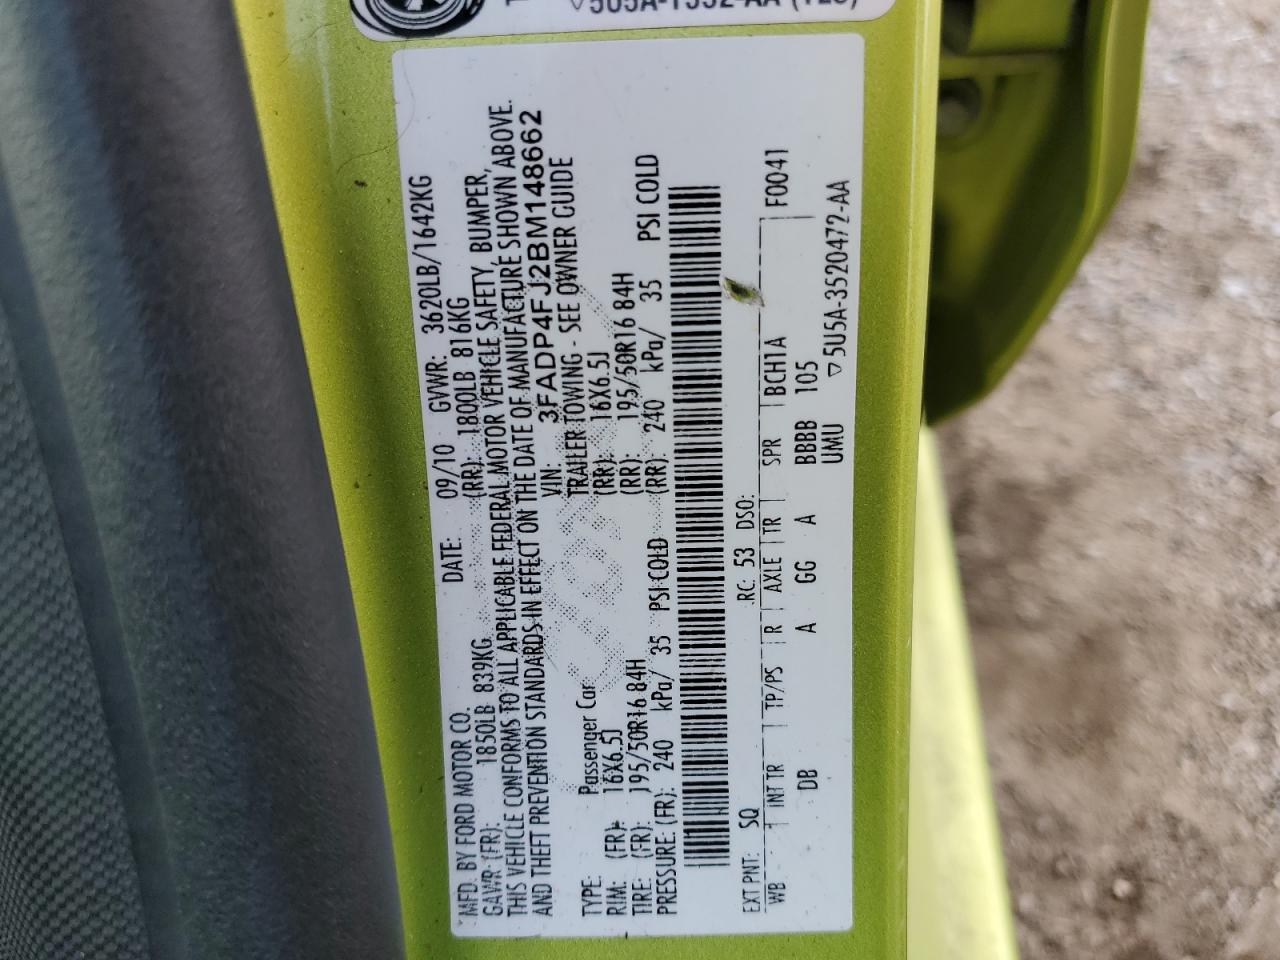 5U5A-1532-AA
MFD. BY FORD MOTOR CO. DATE: 09/10 GVWR: 3620LB/1642KG
GAWR (FR): 1850LB 839KG (RR): 1800LB 816KG
THIS VEHICLE CONFORMS TO ALL APPLICABLE FEDERAL MOTOR VEHICLE SAFETY, BUMPER,
AND THEFT PREVENTION STANDARDS IN EFFECT ON THE DATE OF MANUFACTURE SHOWN ABOVE.
VIN: 3FADP4FJ2BM148662
TYPE: Passenger Car TRAILER TOWING - SEE OWNER GUIDE
RIM: (FR): 16X6.5J (RR): 16X6.5J
TIRE: (FR): 195/50R16 84H (RR) 195/50R16 84H
PRESSURE: (FR): 240 kPa/ 35 PSI COLD (RR): 240 kPa/ 35 PSI COLD
EXT PNT: SQ RC: 53 DSO: F0041
WB INT TR TP/PS R AXLE TR SPR BCH1A
DB A GG A BBBB 105
UMU ▽5U5A-3520472-AA